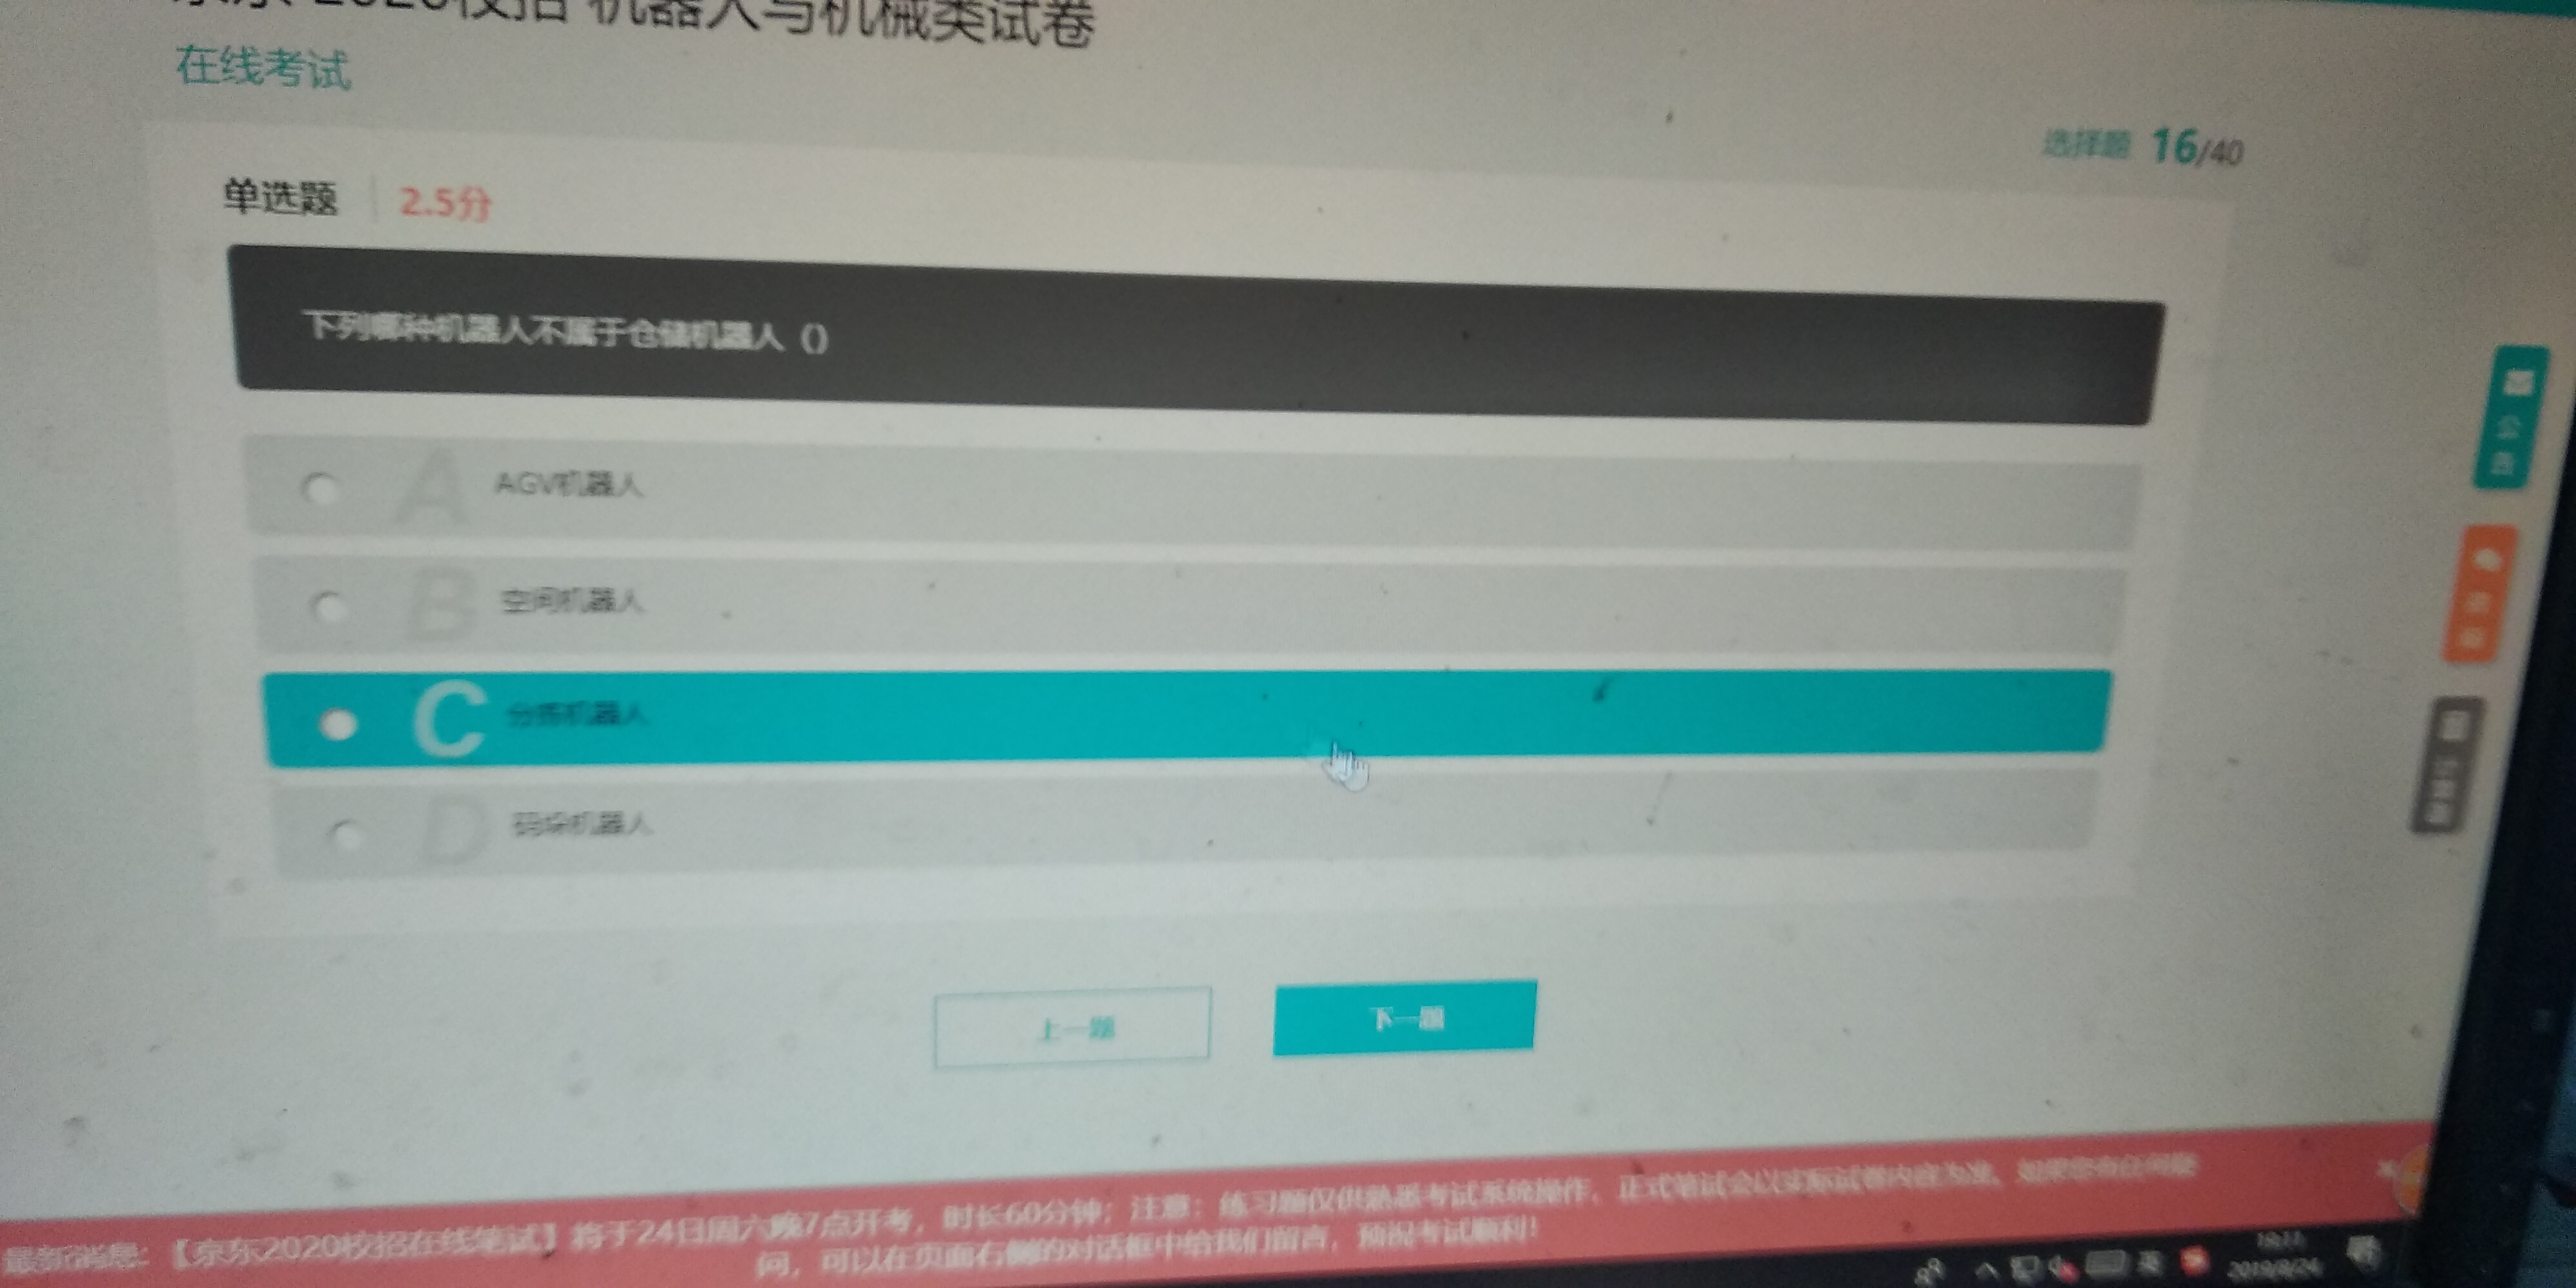 2020校招 机器人与机械类试卷
在线考试
选择题 16/40
单选题 2.5分
下列哪种机器人不属于仓储机器人 ()
A AGV机器人
B 空间机器人
C 分拣机器人
D 码垛机器人
上一题 下一题
最新消息:【京东2020校招在线笔试】将于24日周六晚7点开考,时长60分钟;注意:练习题仅供熟悉考试系统操作,正式笔试会以实际试卷内容为准。如果您有任何疑
问,可以在页面右侧的对话框中给我们留言,预祝考试顺利!
英
2019/8/24